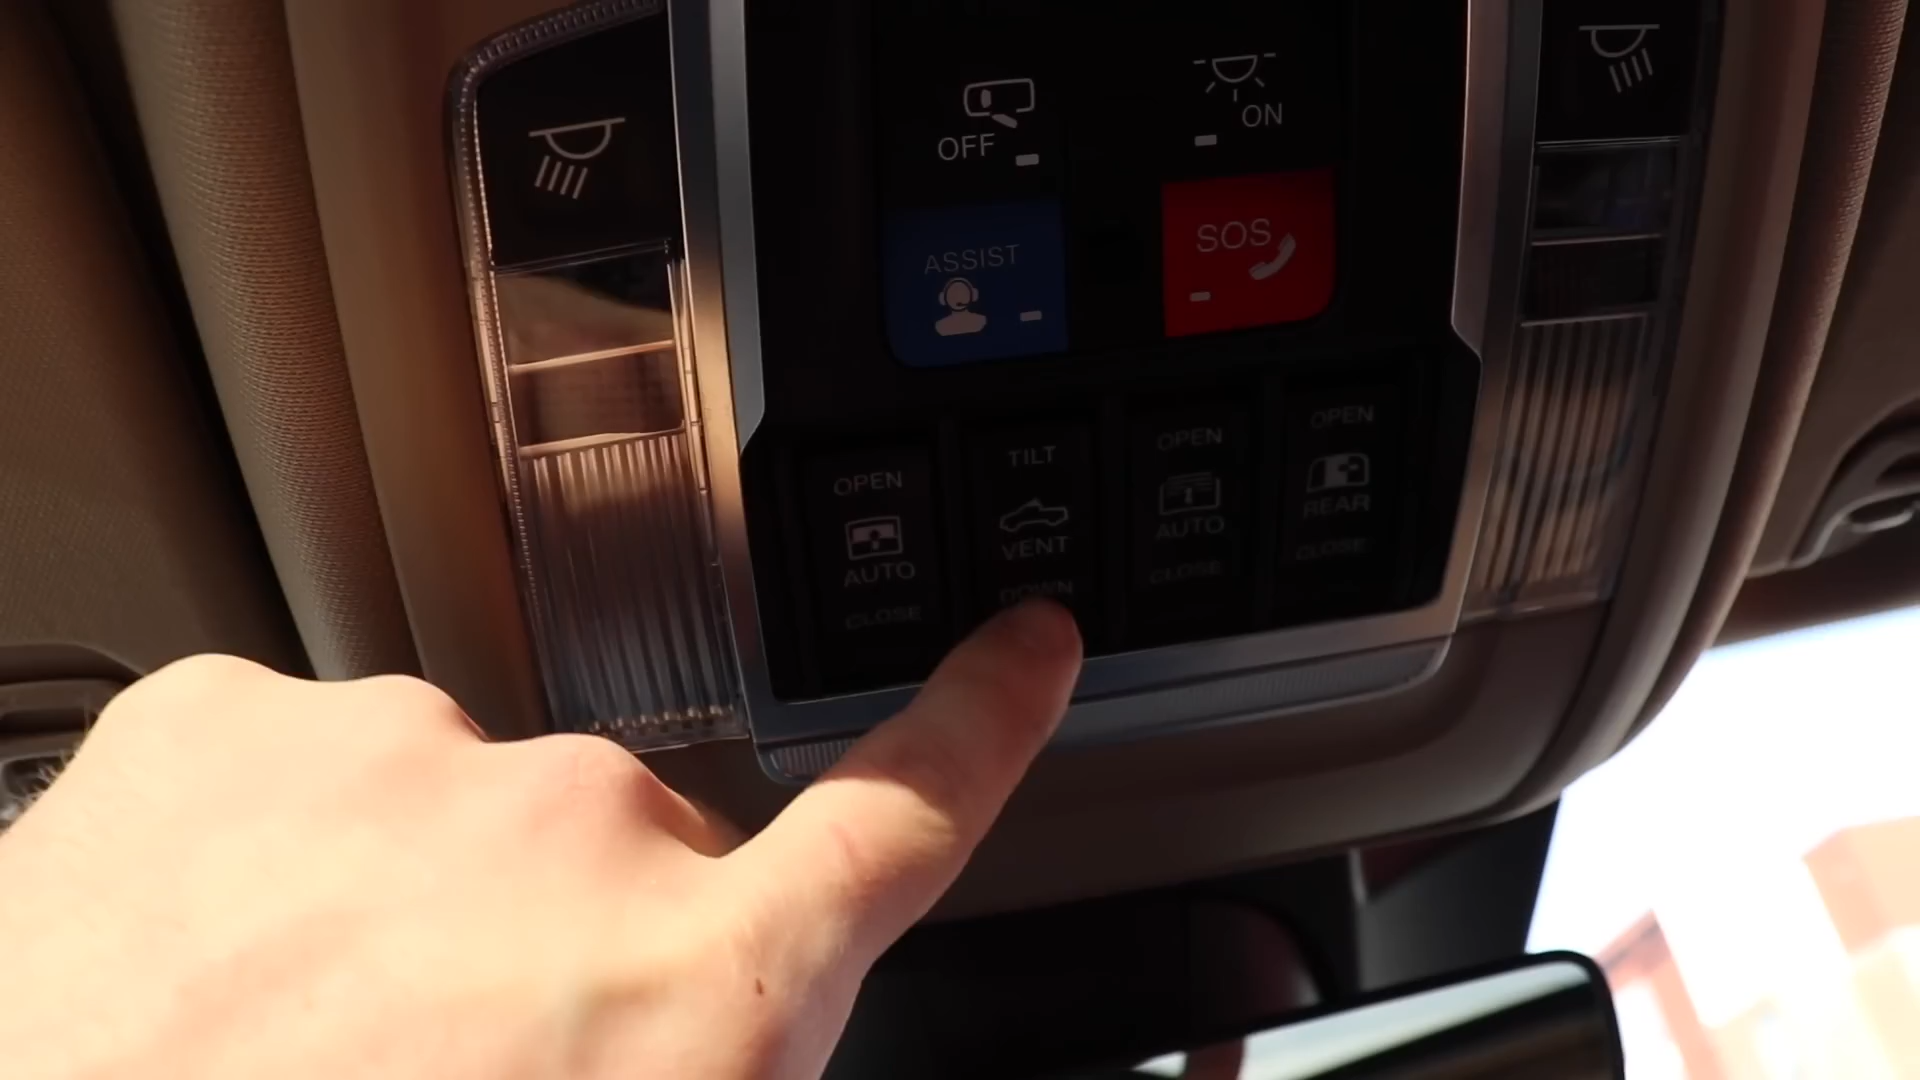 OFF
ON
ASSIST
SOS
OPEN
AUTO
CLOSE
TILT
VENT
DOWN
OPEN
AUTO
CLOSE
OPEN
REAR
CLOSE